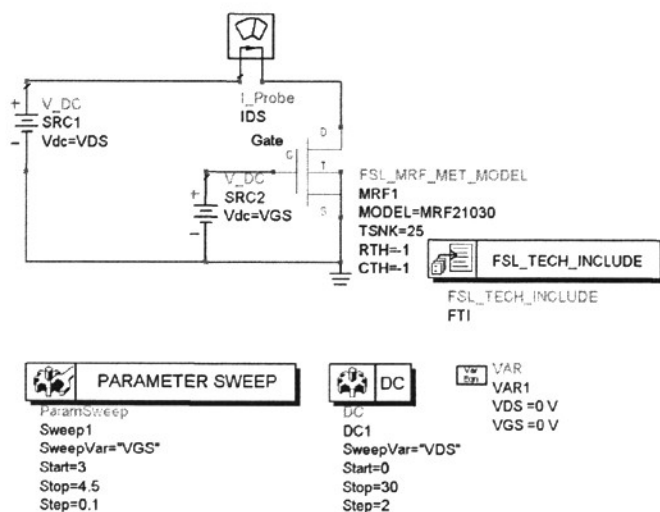 I_Probe
IDS
+
-
V_DC
SRC1
Vdc=VDS
Gate
D
G
T
S
+
-
V_DC
SRC2
Vdc=VGS
FSL_MRF_MET_MODEL
MRF1
MODEL=MRF21030
TSNK=25
RTH=-1
CTH=-1
FSL_TECH_INCLUDE
FSL_TECH_INCLUDE
FTI
PARAMETER SWEEP
ParamSweep
Sweep1
SweepVar="VGS"
Start=3
Stop=4.5
Step=0.1
DC
DC
DC1
SweepVar="VDS"
Start=0
Stop=30
Step=2
Var
Eqn
VAR
VAR1
VDS =0 V
VGS =0 V